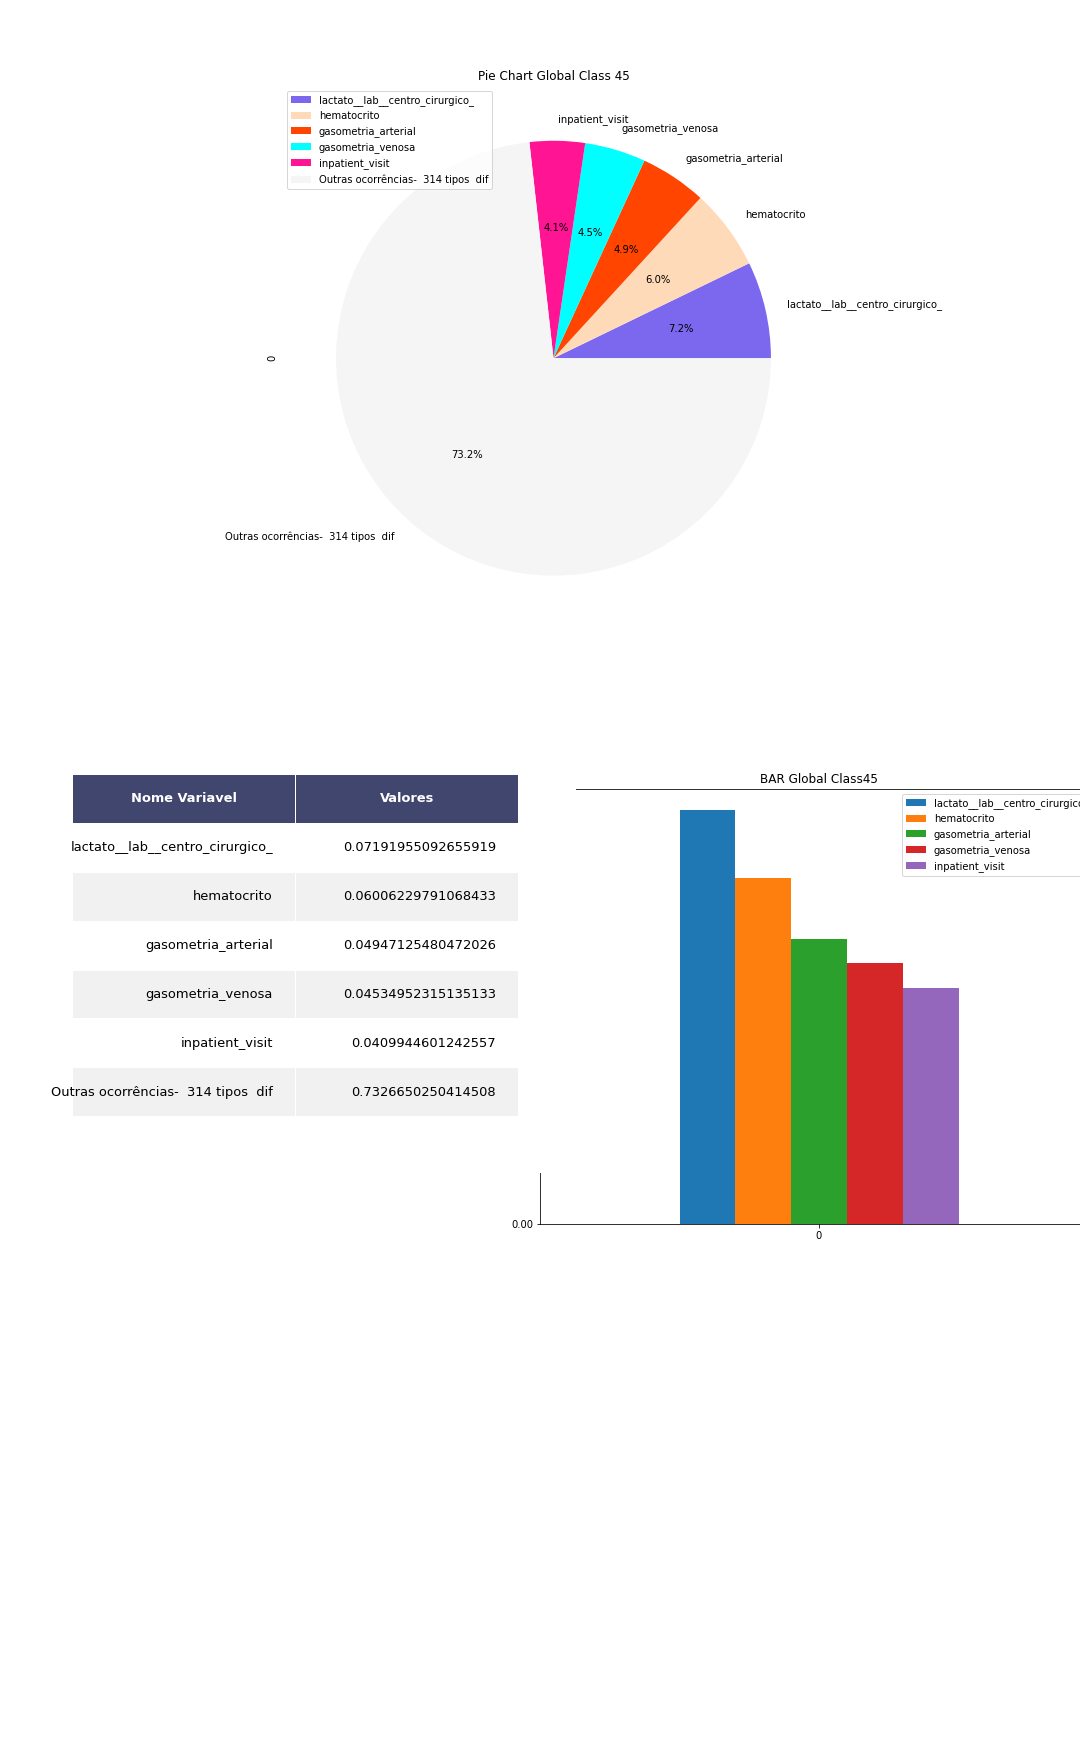 Pie Chart Global Class 45
lactato__lab__centro_cirurgico_
hematocrito
gasometria_arterial
gasometria_venosa
inpatient_visit
Outras ocorrências-  314 tipos  dif
inpatient_visit
gasometria_venosa
gasometria_arterial
hematocrito
lactato__lab__centro_cirurgico_
4.1%
4.5%
4.9%
6.0%
7.2%
0
73.2%
Outras ocorrências-  314 tipos  dif
Nome Variavel Valores
lactato__lab__centro_cirurgico_ 0.07191955092655919
hematocrito 0.06006229791068433
gasometria_arterial 0.04947125480472026
gasometria_venosa 0.04534952315135133
inpatient_visit 0.0409944601242557
Outras ocorrências-  314 tipos  dif 0.7326650250414508
BAR Global Class45
lactato__lab__centro_cirurgico
hematocrito
gasometria_arterial
gasometria_venosa
inpatient_visit
0.00
0